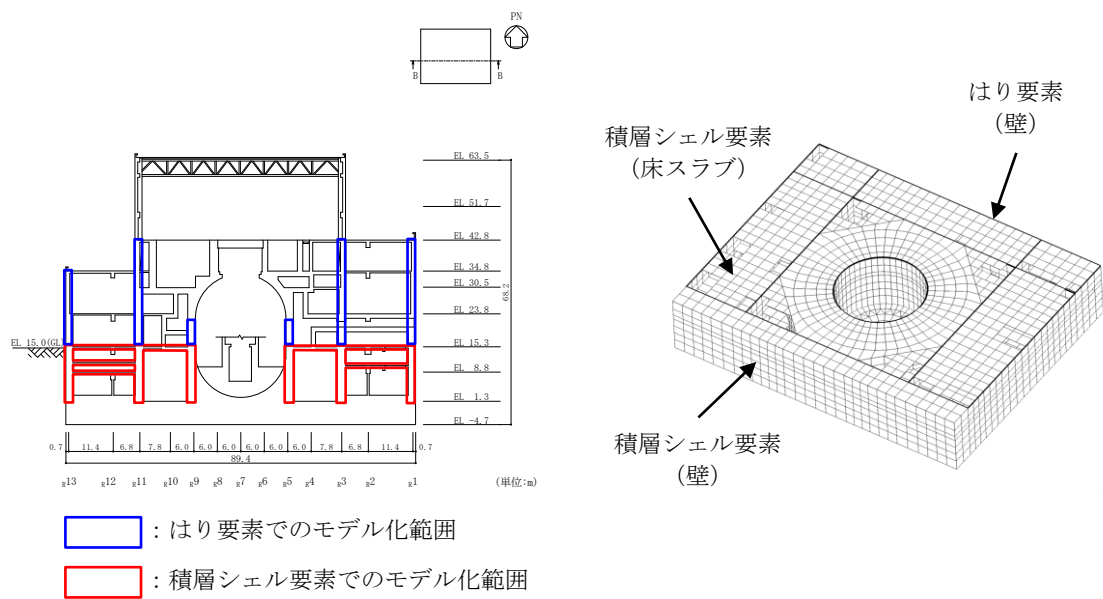 PN
B
B
EL 63.5
EL 51.7
EL 42.8
EL 34.8
EL 30.5
EL 23.8
EL 15.0(GL)
EL 15.3
EL 8.8
EL 1.3
EL -4.7
68.2
0.7 11.4 6.8 7.8 6.0 6.0 6.0 6.0 6.0 6.0 7.8 6.8 11.4 0.7
89.4
R13 R12 R11 R10 R9 R8 R7 R6 R5 R4 R3 R2 R1
(単位:m)
:はり要素でのモデル化範囲
:積層シェル要素でのモデル化範囲
はり要素
(壁)
積層シェル要素
(床スラブ)
積層シェル要素
(壁)